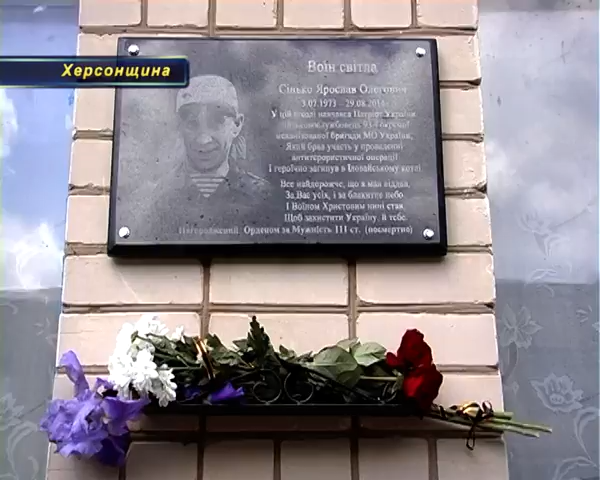 Херсонщина
Воїн світла
Сінько Ярослав Олегович
3.07.1973 – 29.08.2014
У цій школі навчався Патріот України
військовослужбовець 93-ї окремої
механізованої бригади МО України,
Який брав участь у проведенні
антитерористичної операції
І героїчно загинув в Іловайському котлі
Все найдорожче, що я мав віддав,
За Вас усіх, і за блакитне небо
І Воїном Христовим нині став,
Щоб захистити Україну, й тебе.
Нагороджений Орденом за Мужність III ст. (посмертно)